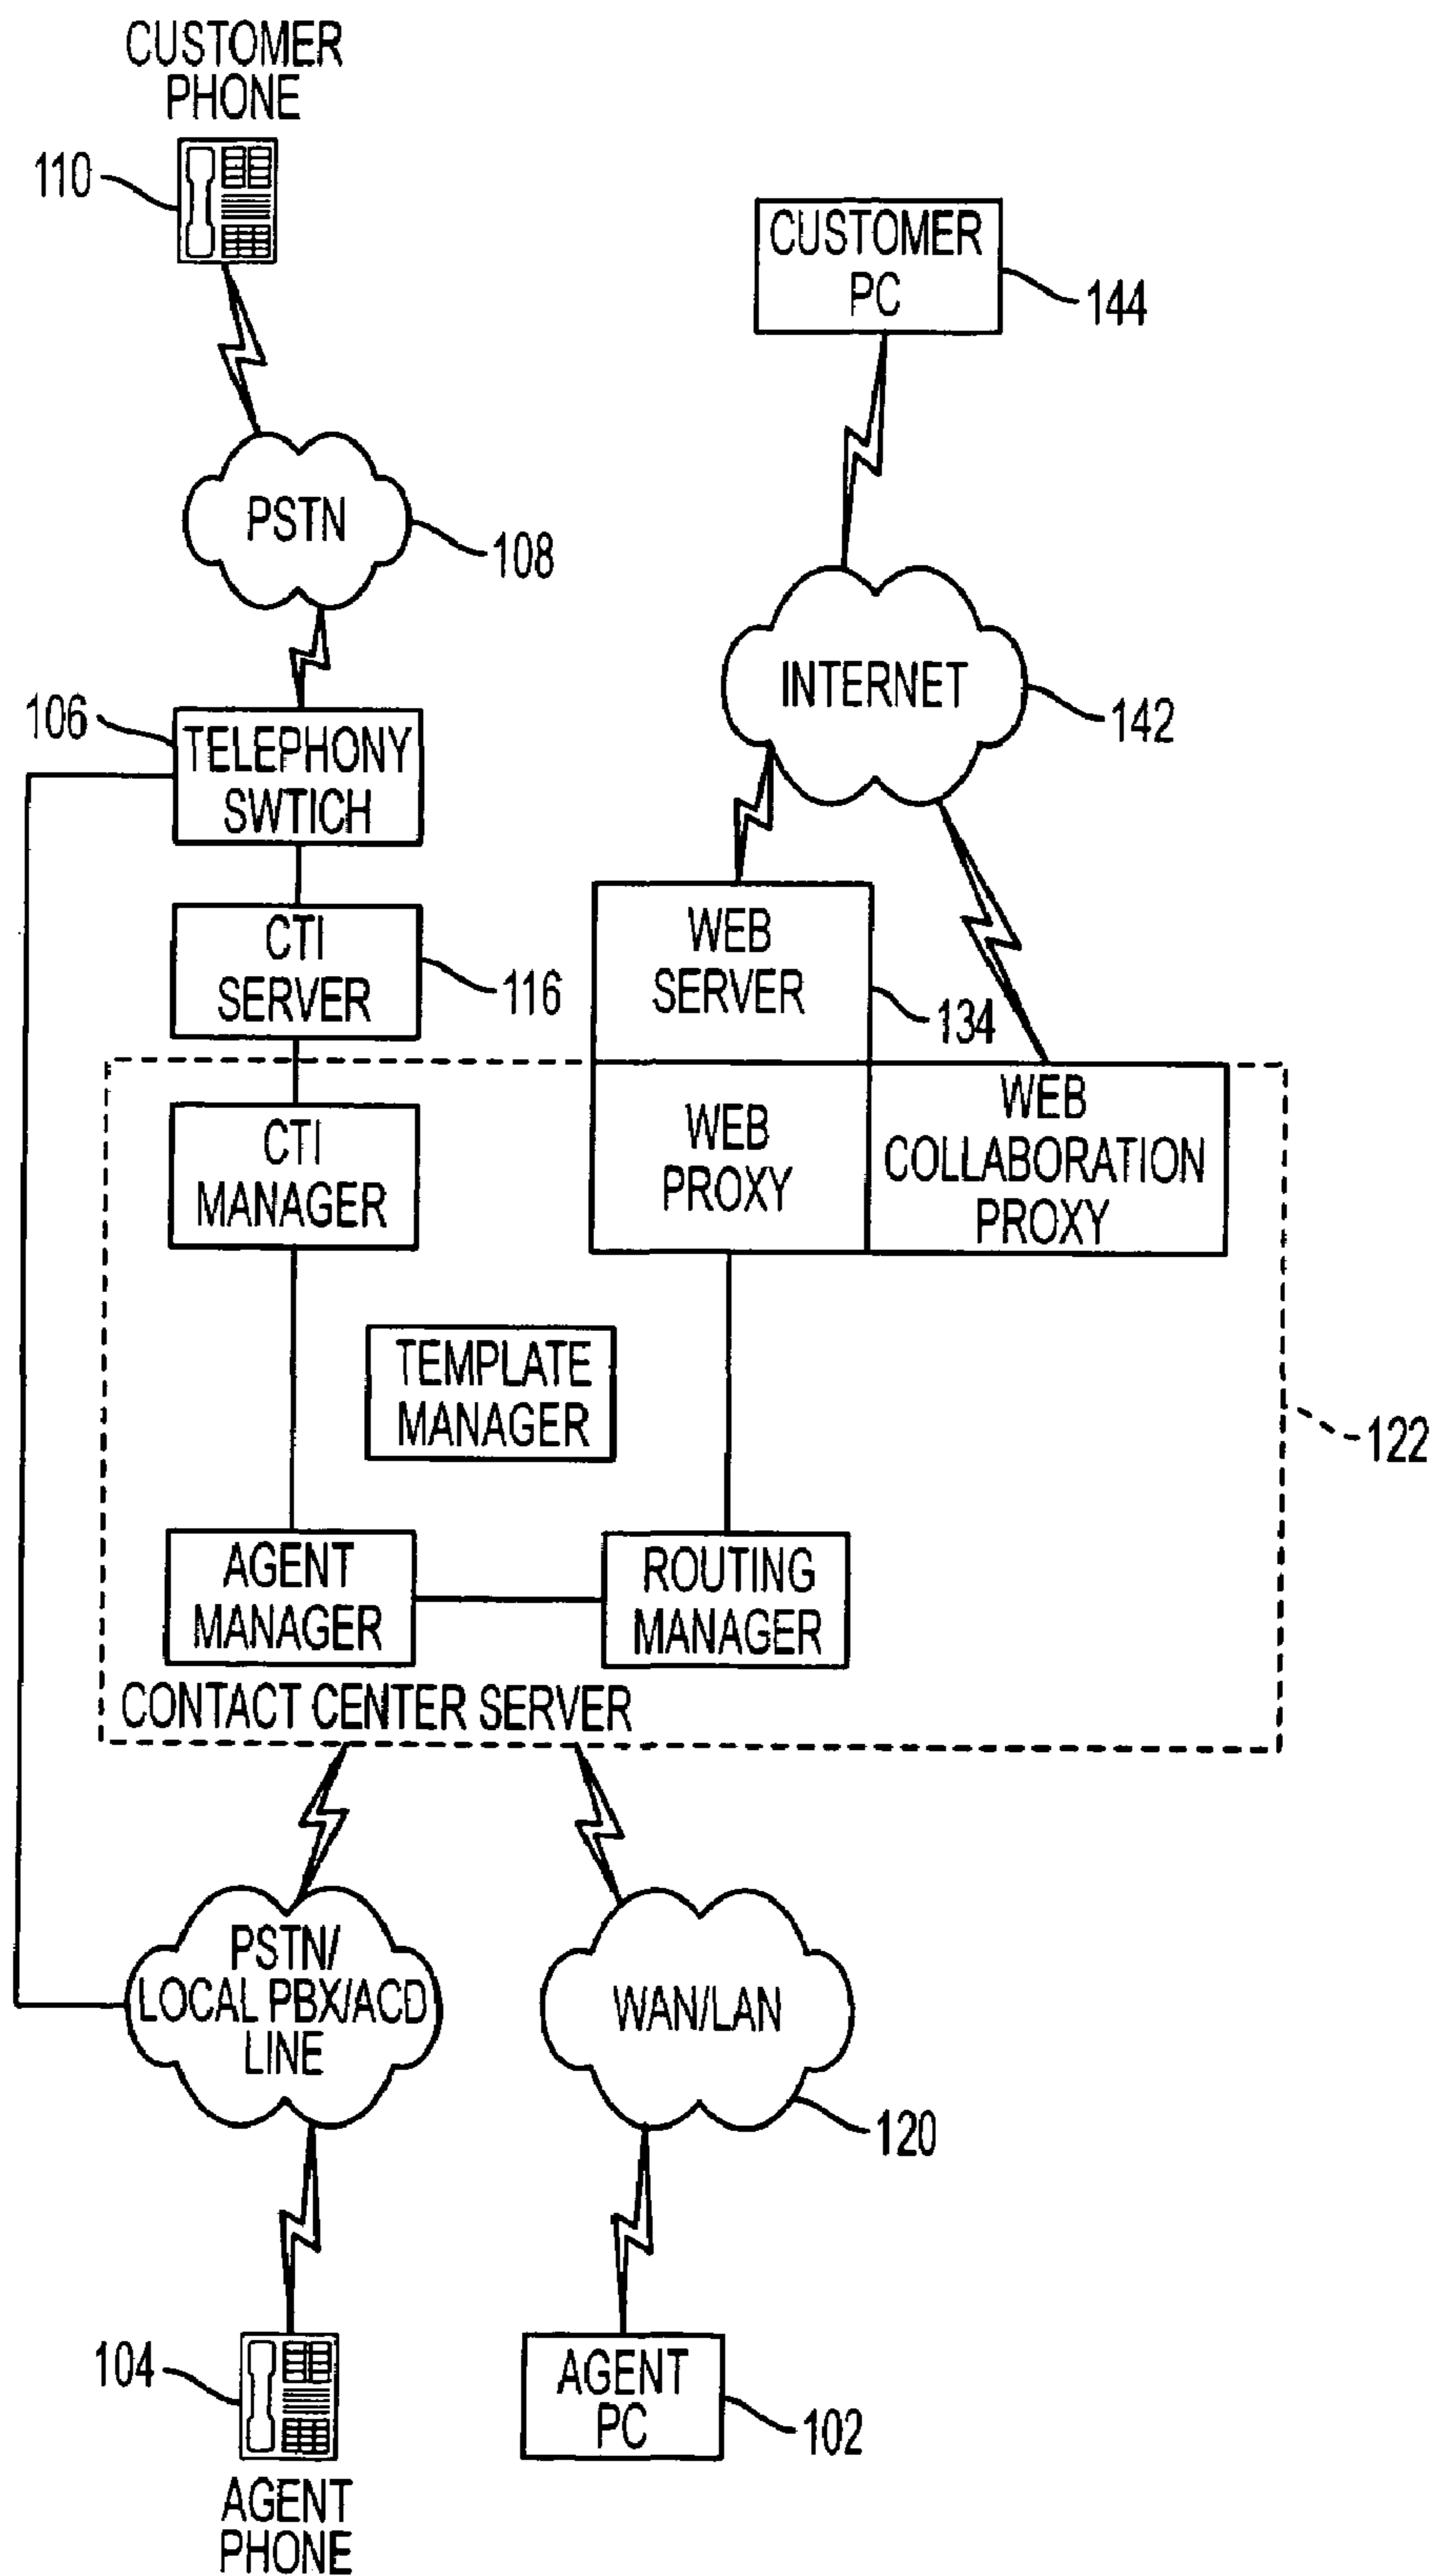 CUSTOMER
PHONE
110
CUSTOMER
PC
144
PSTN
108
INTERNET
142
106
TELEPHONY
SWTICH
CTI
SERVER
116
WEB
SERVER
134
CTI
MANAGER
WEB
PROXY
WEB
COLLABORATION
PROXY
TEMPLATE
MANAGER
122
AGENT
MANAGER
ROUTING
MANAGER
CONTACT CENTER SERVER
PSTN/
LOCAL PBX/ACD
LINE
WAN/LAN
120
104
AGENT
PHONE
AGENT
PC
102